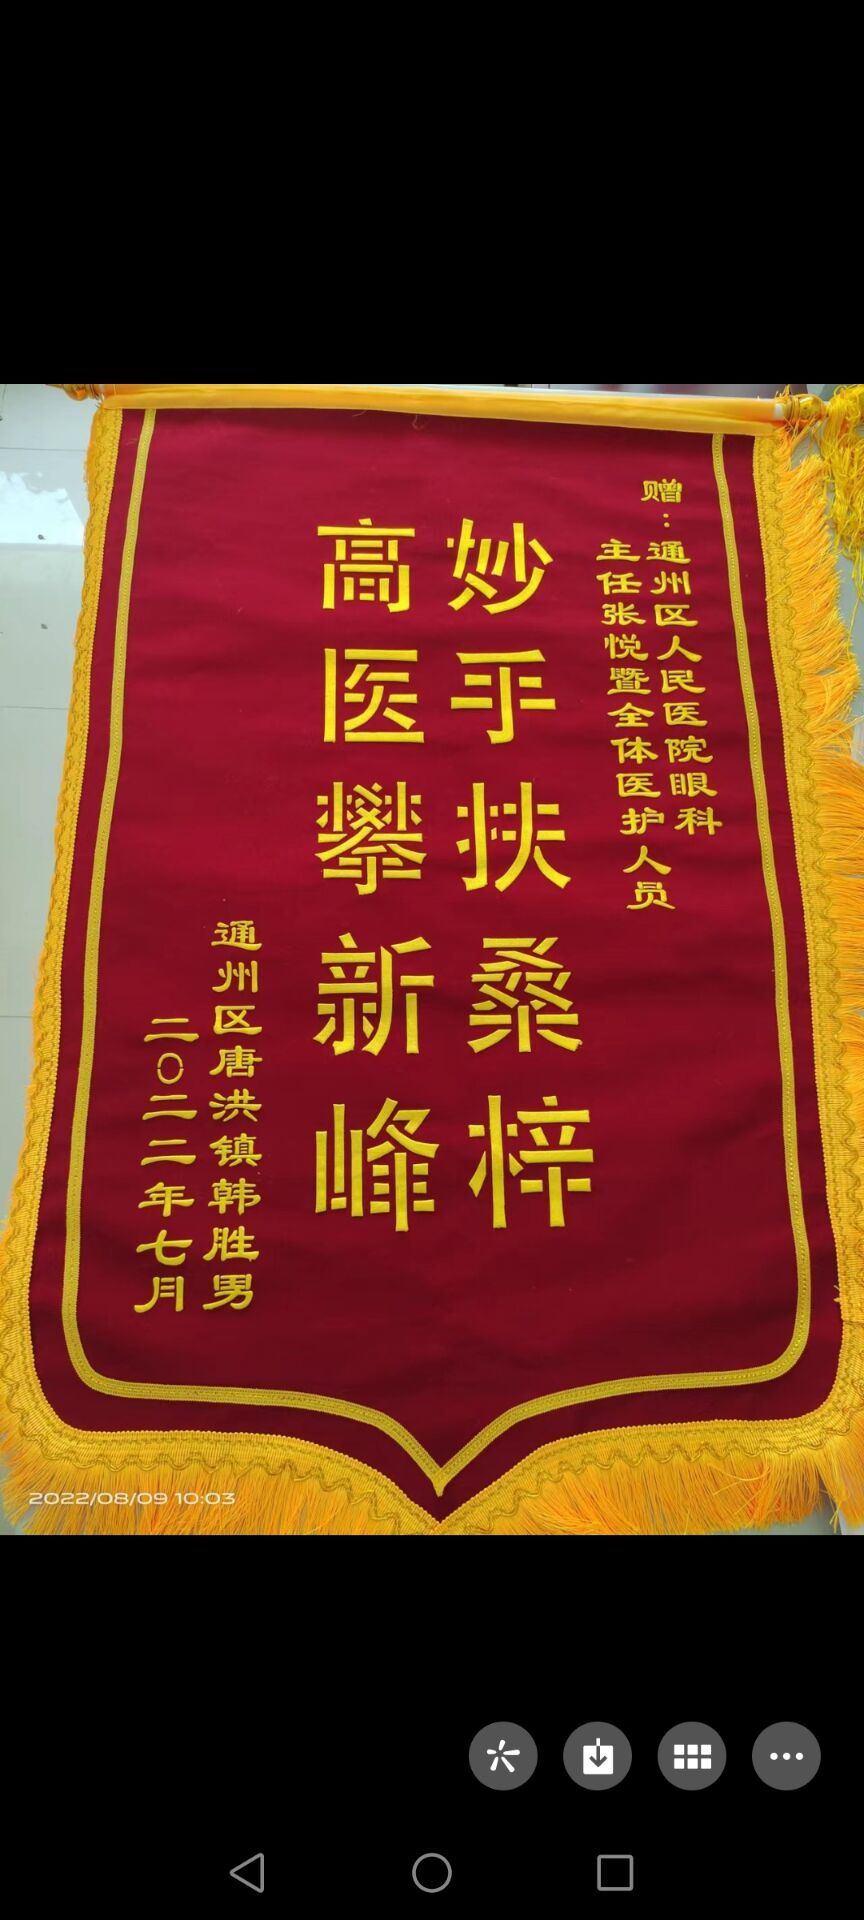 赠：通州区人民医院眼科
主任张悦暨全体医护人员
妙手扶桑梓
高医攀新峰
通州区唐洪镇韩胜男
二〇二二年七月
2022/08/09 10:03